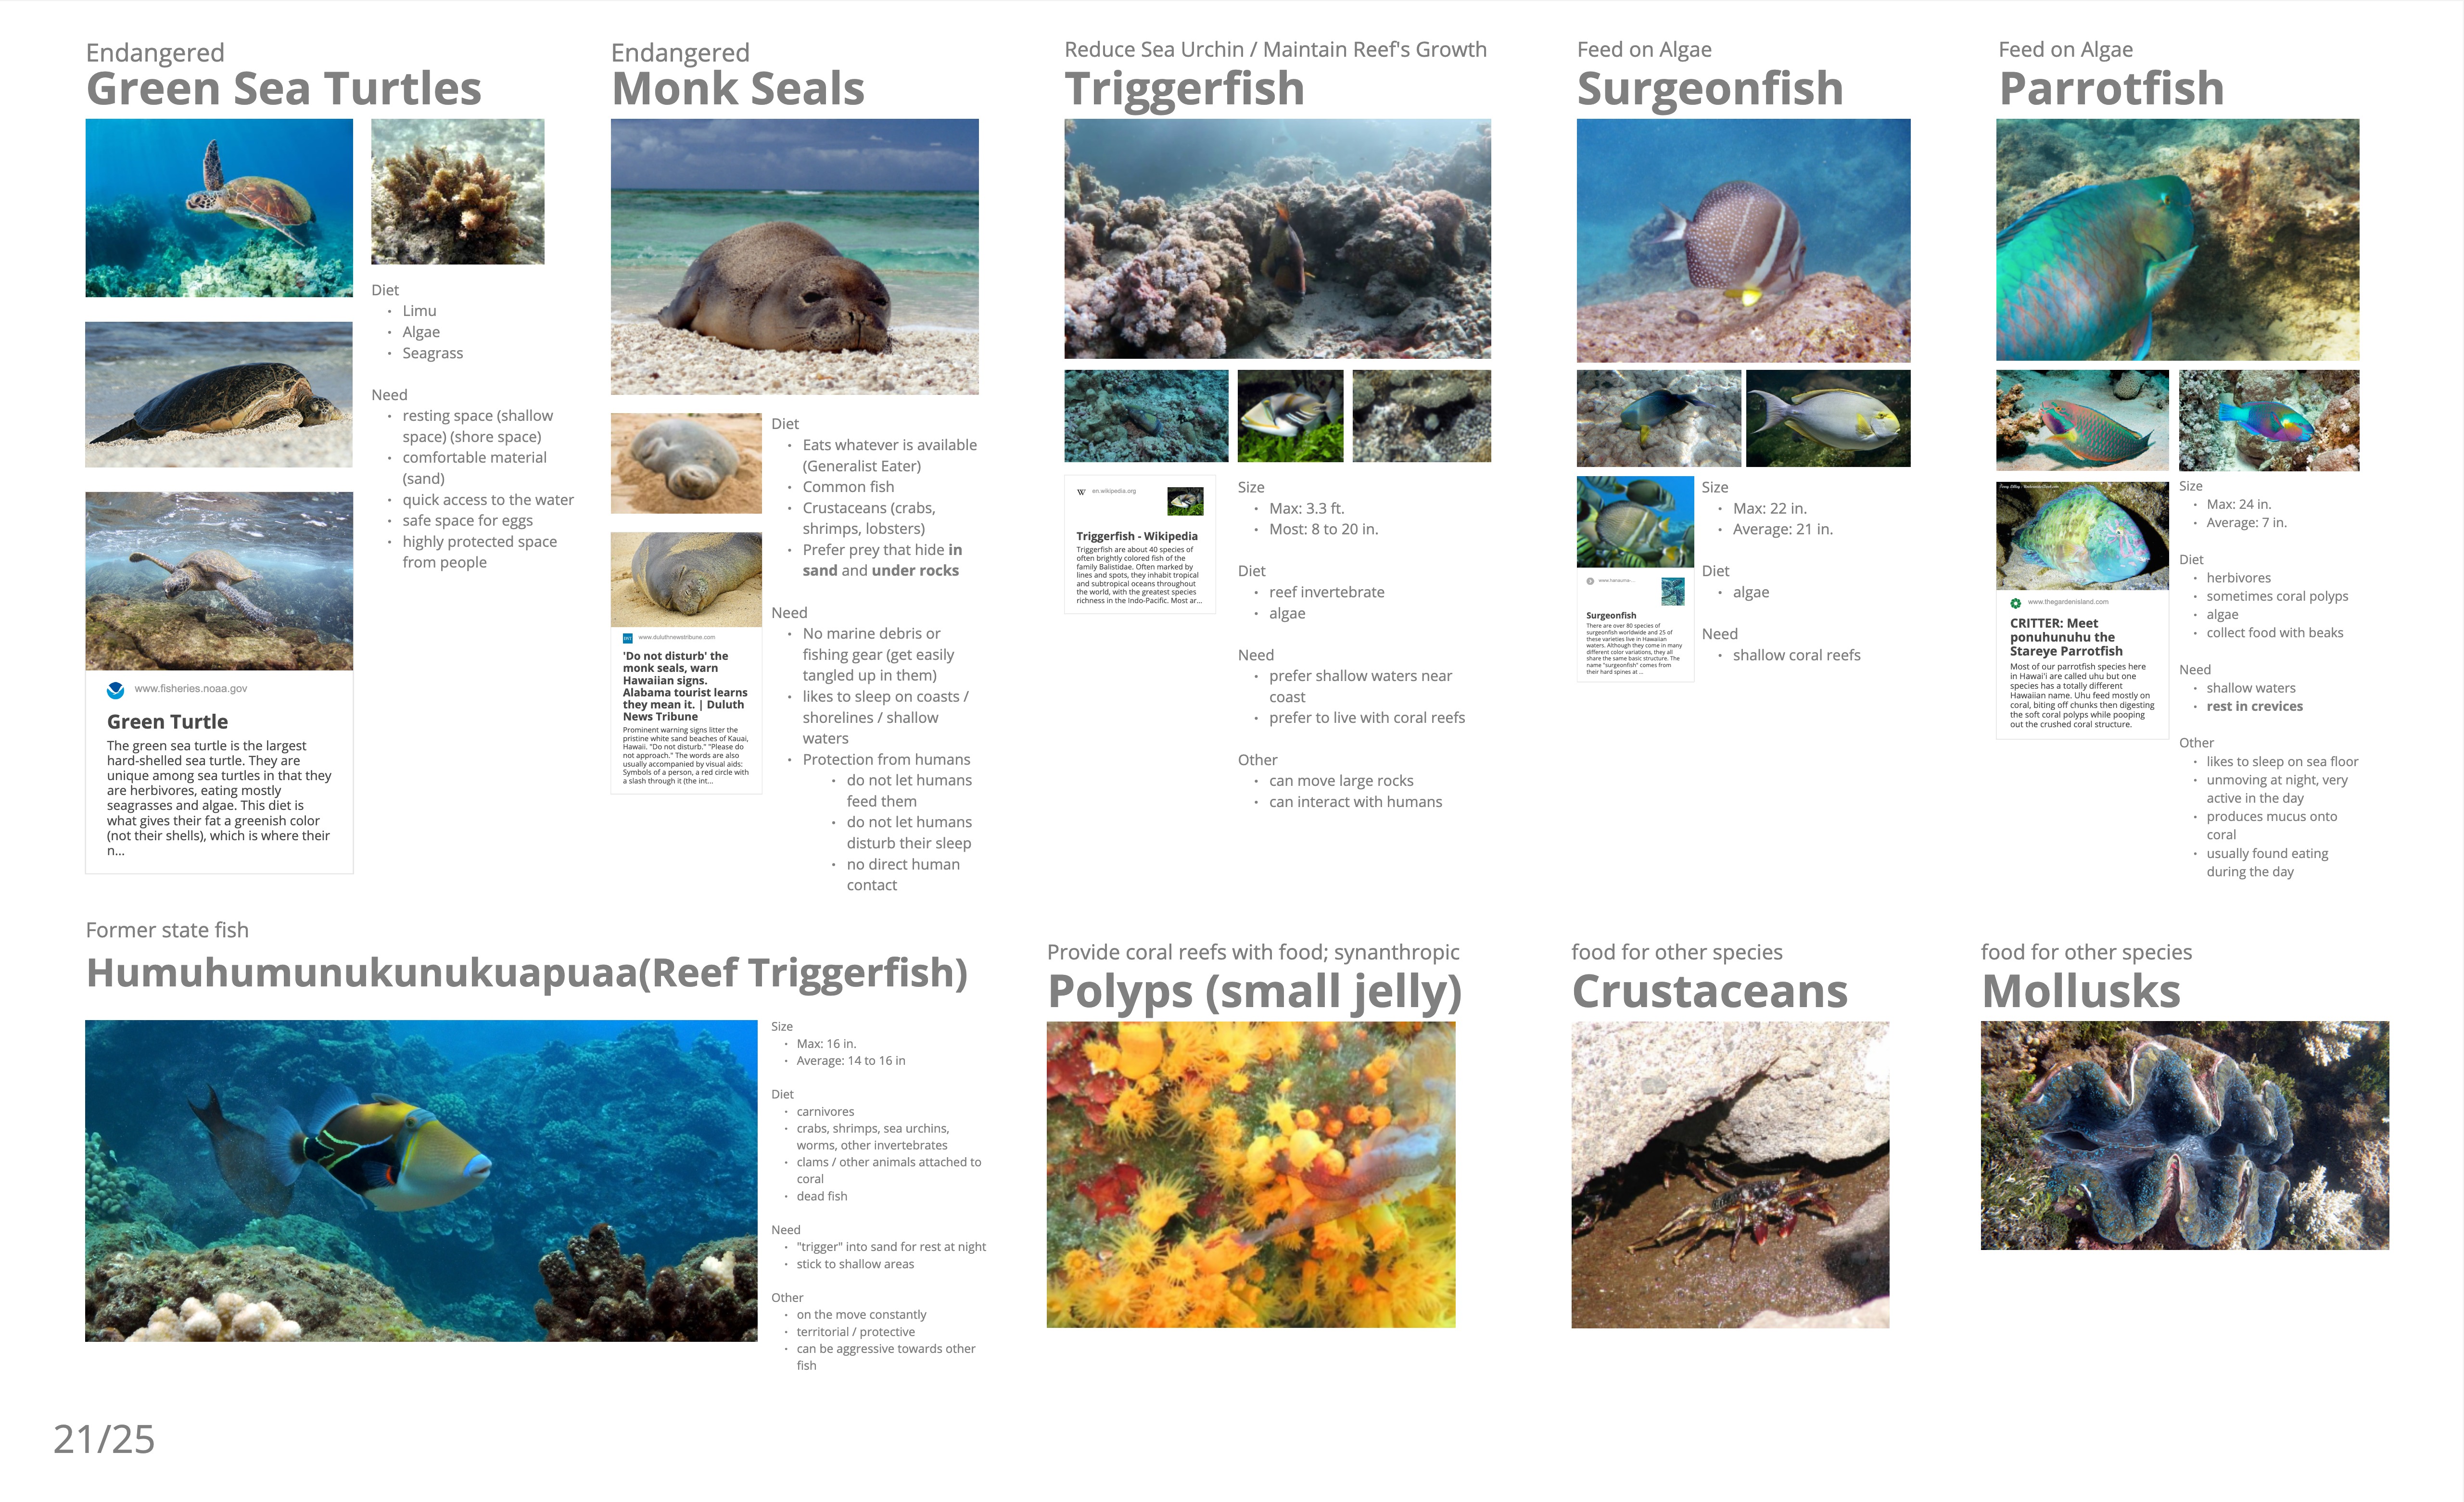 Endangered
Green Sea Turtles
Diet
· Limu
· Algae
· Seagrass
Need
· resting space (shallow
space) (shore space)
· comfortable material
(sand)
· quick access to the water
· safe space for eggs
· highly protected space
from people
www.fisheries.noaa.gov
Green Turtle
The green sea turtle is the largest
hard-shelled sea turtle. They are
unique among sea turtles in that they
are herbivores, eating mostly
seagrasses and algae. This diet is
what gives their fat a greenish color
(not their shells), which is where their
n...
Endangered
Monk Seals
Diet
· Eats whatever is available
(Generalist Eater)
· Common fish
· Crustaceans (crabs,
shrimps, lobsters)
· Prefer prey that hide in
sand and under rocks
Need
· No marine debris or
fishing gear (get easily
tangled up in them)
· likes to sleep on coasts /
shorelines / shallow
waters
· Protection from humans
· do not let humans
feed them
· do not let humans
disturb their sleep
· no direct human
contact
www.duluthnewstribune.com
'Do not disturb' the
monk seals, warn
Hawaiian signs.
Alabama tourist learns
they mean it. | Duluth
News Tribune
Prominent warning signs litter the
pristine white sand beaches of Kauai,
Hawaii. "Do not disturb." "Please do
not approach." The words are also
usually accompanied by visual aids:
Symbols of a person, a red circle with
a slash through it (the int...
Reduce Sea Urchin / Maintain Reef's Growth
Triggerfish
W en.wikipedia.org
Triggerfish - Wikipedia
Triggerfish are about 40 species of
often brightly colored fish of the
family Balistidae. Often marked by
lines and spots, they inhabit tropical
and subtropical oceans throughout
the world, with the greatest species
richness in the Indo-Pacific. Most ar...
Size
· Max: 3.3 ft.
· Most: 8 to 20 in.
Diet
· reef invertebrate
· algae
Need
· prefer shallow waters near
coast
· prefer to live with coral reefs
Other
· can move large rocks
· can interact with humans
Feed on Algae
Surgeonfish
Surgeonfish
There are over 80 species of
surgeonfish worldwide and 25 of
these varieties live in Hawaiian
waters. Although they come in many
different color variations, they all
share the same basic structure. The
name "surgeonfish" comes from
their hard spines at ...
Size
· Max: 22 in.
· Average: 21 in.
Diet
· algae
Need
· shallow coral reefs
Feed on Algae
Parrotfish
www.thegardenisland.com
CRITTER: Meet
ponuhunuhu the
Stareye Parrotfish
Most of our parrotfish species here
in Hawai'i are called uhu but one
species has a totally different
Hawaiian name. Uhu feed mostly on
coral, biting off chunks then digesting
the soft coral polyps while pooping
out the crushed coral structure.
Size
· Max: 24 in.
· Average: 7 in.
Diet
· herbivores
· sometimes coral polyps
· algae
· collect food with beaks
Need
· shallow waters
· rest in crevices
Other
· likes to sleep on sea floor
· unmoving at night, very
active in the day
· produces mucus onto
coral
· usually found eating
during the day
Former state fish
Humuhumunukunukuapuaa(Reef Triggerfish)
Size
· Max: 16 in.
· Average: 14 to 16 in
Diet
· carnivores
· crabs, shrimps, sea urchins,
worms, other invertebrates
· clams / other animals attached to
coral
· dead fish
Need
· "trigger" into sand for rest at night
· stick to shallow areas
Other
· on the move constantly
· territorial / protective
· can be aggressive towards other
fish
Provide coral reefs with food; synanthropic
Polyps (small jelly)
food for other species
Crustaceans
food for other species
Mollusks
21/25